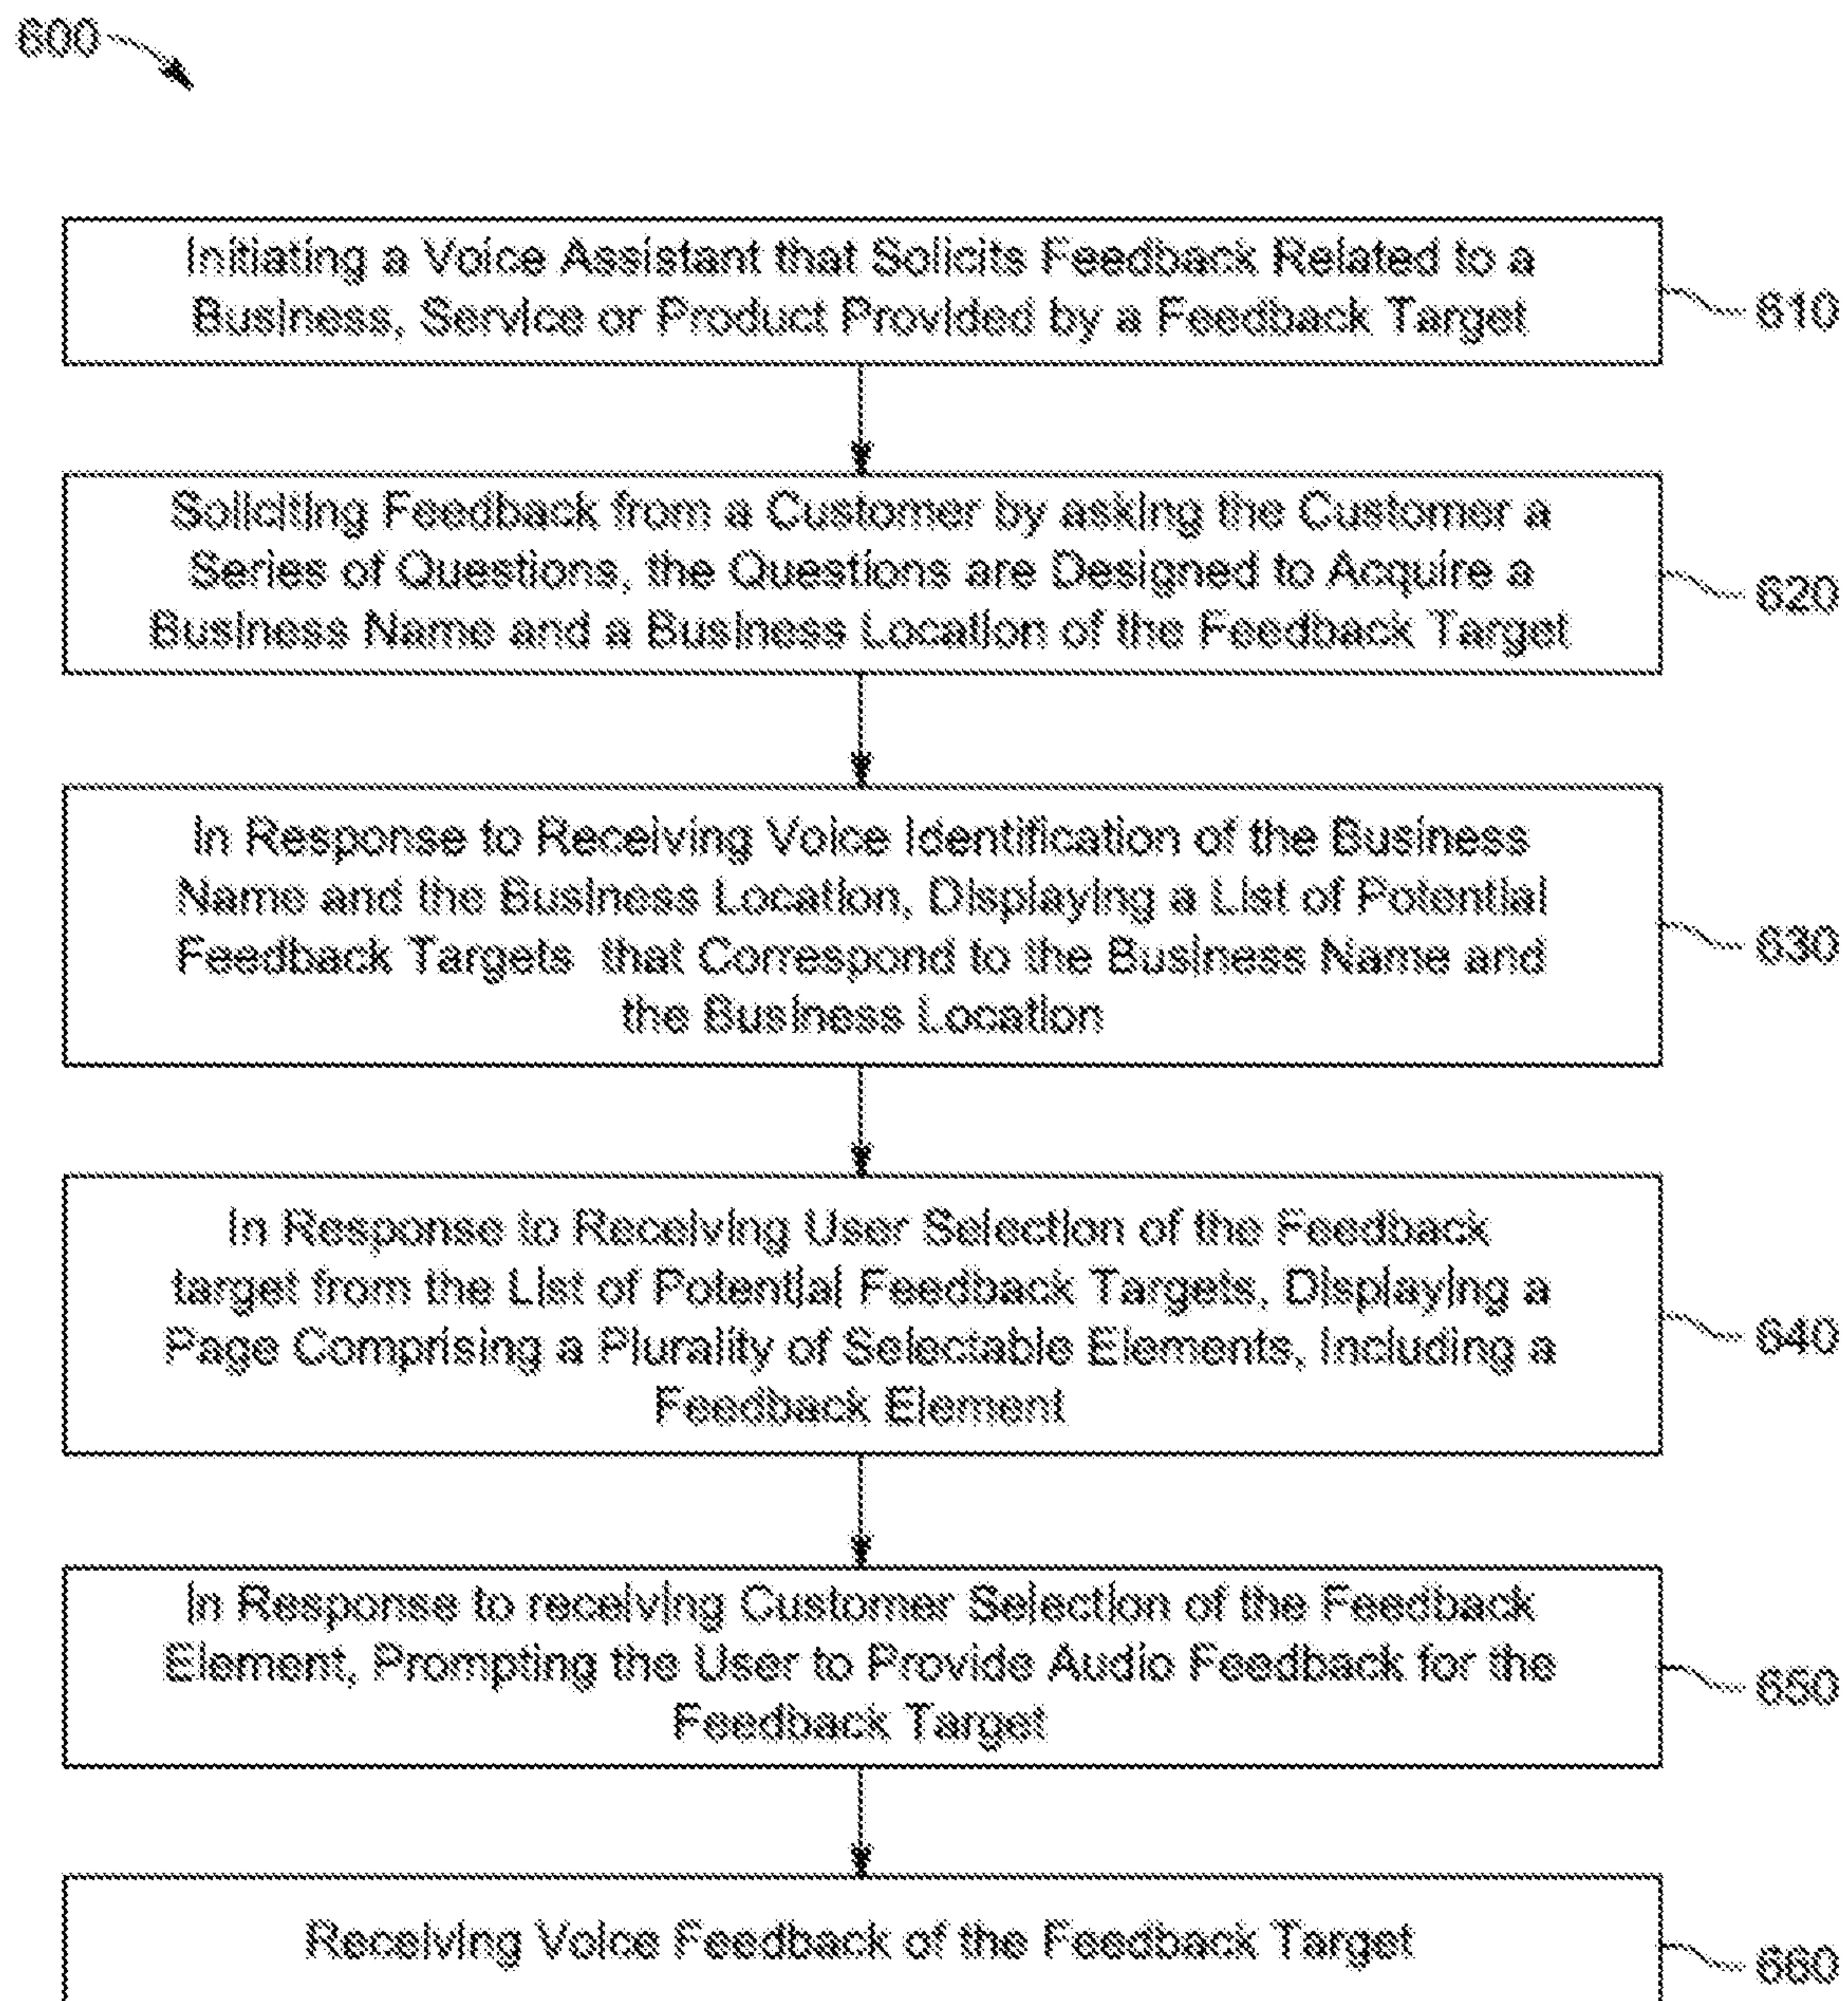 600
Initiating a Voice Assistant that Solicits Feedback Related to a
Business, Service or Product Provided by a Feedback Target
610
Soliciting Feedback from a Customer by asking the Customer a
Series of Questions, the Questions are Designed to Acquire a
Business Name and a Business Location of the Feedback Target
620
In Response to Receiving Voice Identification of the Business
Name and the Business Location, Displaying a List of Potential
Feedback Targets that Correspond to the Business Name and
the Business Location
630
In Response to Receiving User Selection of the Feedback
target from the List of Potential Feedback Targets, Displaying a
Page Comprising a Plurality of Selectable Elements, Including a
Feedback Element
640
In Response to receiving Customer Selection of the Feedback
Element, Prompting the User to Provide Audio Feedback for the
Feedback Target
650
Receiving Voice Feedback of the Feedback Target
660